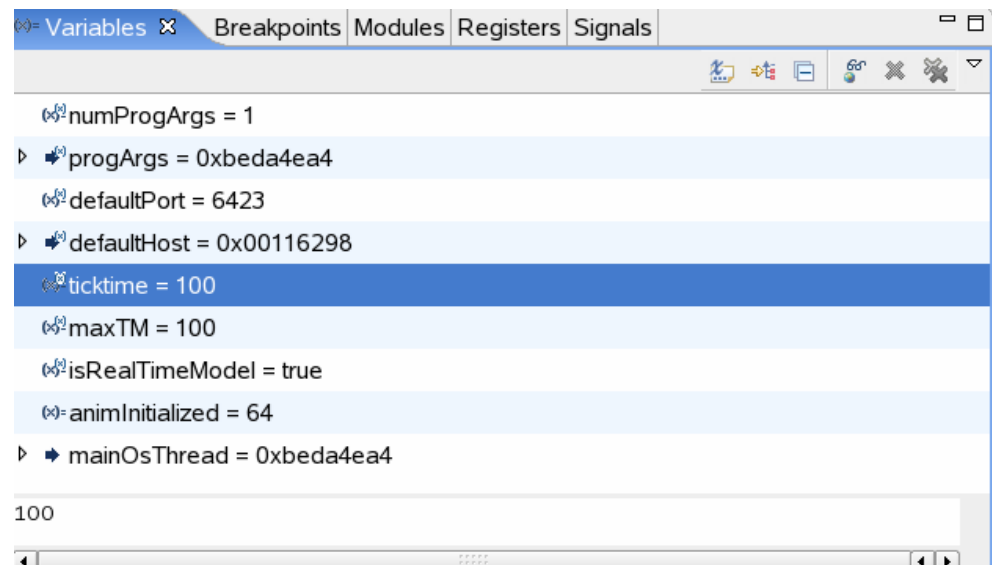 Variables Breakpoints Modules Registers Signals
numProgArgs = 1
progArgs = 0xbeda4ea4
defaultPort = 6423
defaultHost = 0x00116298
ticktime = 100
maxTM = 100
isRealTimeModel = true
animInitialized = 64
mainOsThread = 0xbeda4ea4
100